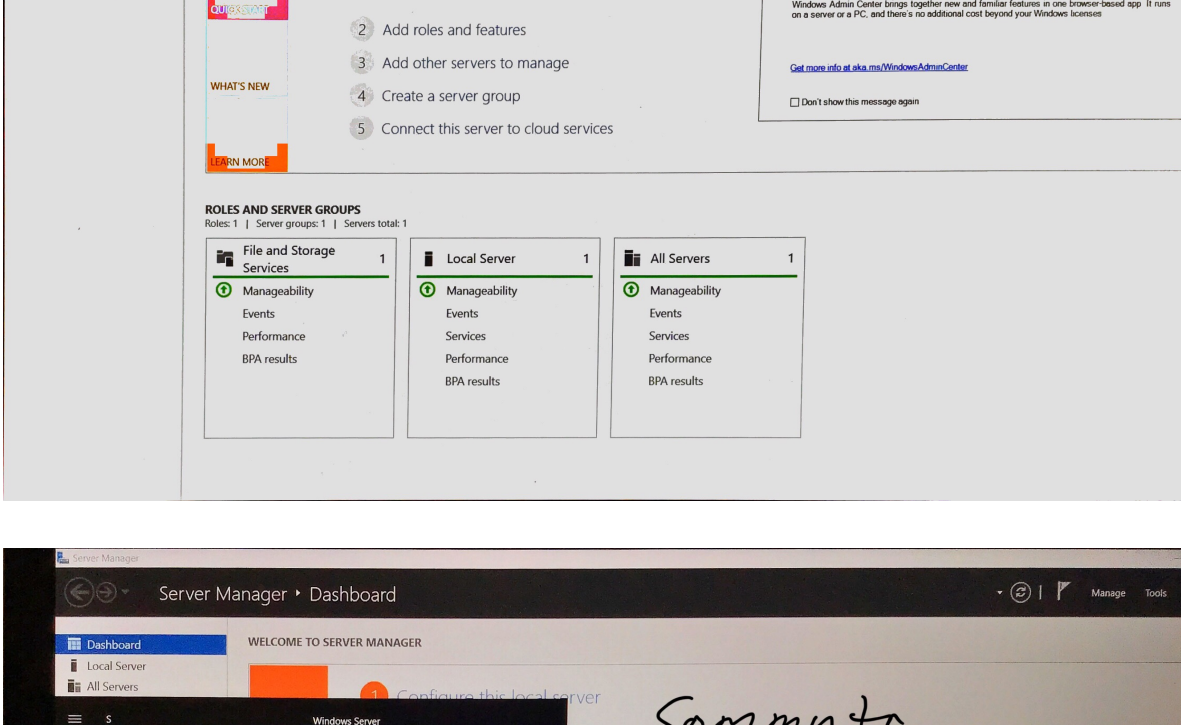 QUICK START
Windows Admin Center brings together new and familiar features in one browser-based app. It runs
on a server or a PC, and there's no additional cost beyond your Windows licenses
2 Add roles and features
3 Add other servers to manage
Get more info at aka.ms/WindowsAdminCenter
WHAT'S NEW
4 Create a server group
Don't show this message again
5 Connect this server to cloud services
LEARN MORE
ROLES AND SERVER GROUPS
Roles: 1 | Server groups: 1 | Servers total: 1
File and Storage
Services 1
Manageability
Events
Performance
BPA results
Local Server 1
Manageability
Events
Services
Performance
BPA results
All Servers 1
Manageability
Events
Services
Performance
BPA results
Server Manager
Server Manager • Dashboard
Manage Tools
Dashboard
Local Server
All Servers
WELCOME TO SERVER MANAGER
1 Configure this local server
S
Windows Server